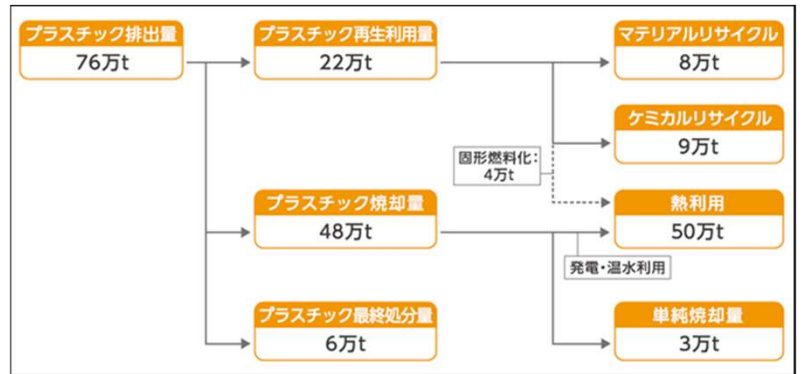 プラスチック排出量
76万t
プラスチック再生利用量
22万t
マテリアルリサイクル
8万t
ケミカルリサイクル
9万t
固形燃料化:
4万t
プラスチック焼却量
48万t
熱利用
50万t
発電・温水利用
プラスチック最終処分量
6万t
単純焼却量
3万t